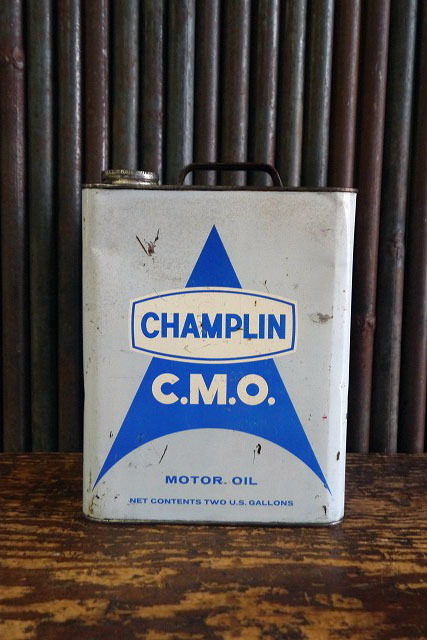 CHAMPLIN
C.M.O.
MOTOR. OIL
NET CONTENTS TWO U.S. GALLONS